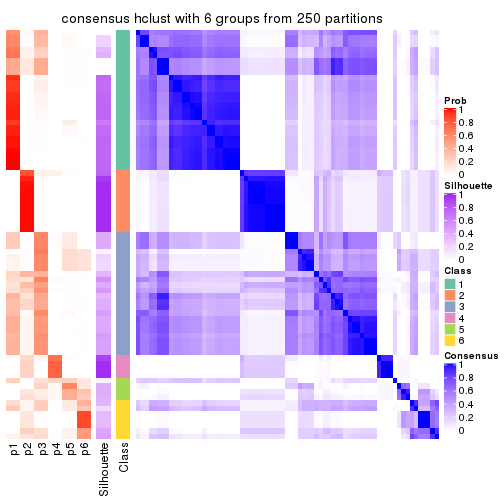 consensus hclust with 6 groups from 250 partitions
Prob
1
0.8
0.6
0.4
0.2
0
Silhouette
1
0.8
0.6
0.4
0.2
0
Class
1
2
3
4
5
6
Consensus
1
0.8
0.6
0.4
0.2
0
p1
p2
p3
p4
p5
p6
Silhouette
Class